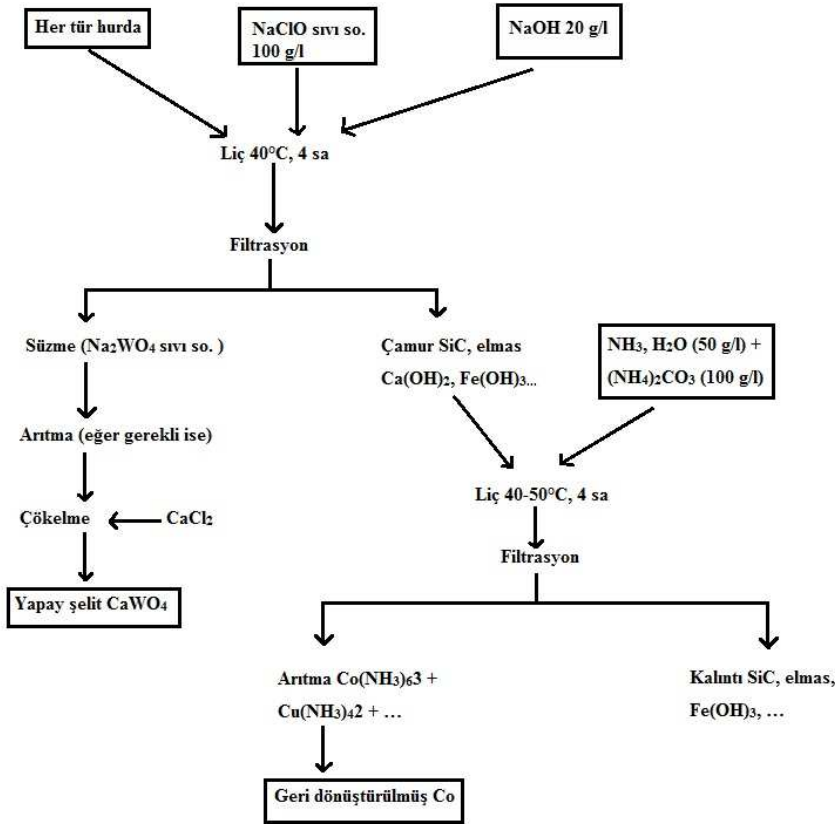 Her tür hurda
NaClO sıvı so.
100 g/l
NaOH 20 g/l
Liç 40°C, 4 sa
Filtrasyon
Süzme (Na₂WO₄ sıvı so. )
Çamur SiC, elmas
Ca(OH)₂, Fe(OH)₃...
NH₃, H₂O (50 g/l) +
(NH₄)₂CO₃ (100 g/l)
Arıtma (eğer gerekli ise)
Liç 40-50°C, 4 sa
Çökelme
CaCl₂
Filtrasyon
Yapay şelit CaWO₄
Arıtma Co(NH₃)₆3 +
Cu(NH₃)₄2 + …
Kalıntı SiC, elmas,
Fe(OH)₃, …
Geri dönüştürülmüş Co